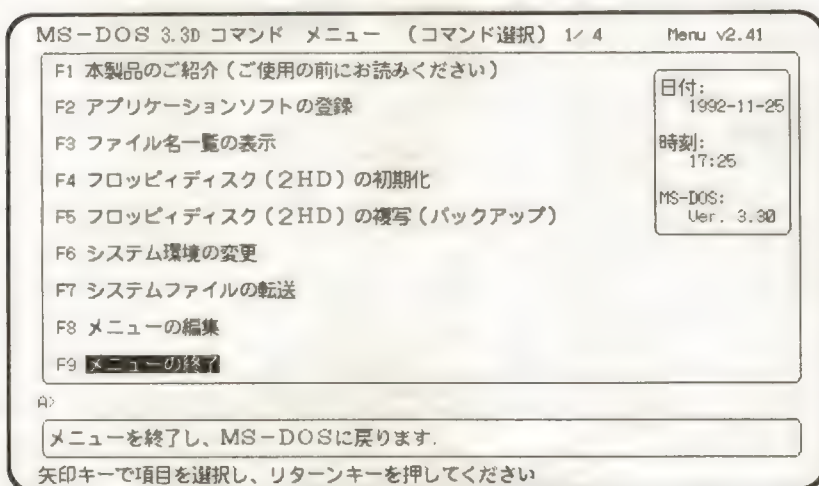 MS-DOS 3.3D コマンド メニュー (コマンド選択) 1/ 4 Menu v2.41
F1 本製品のご紹介(ご使用の前にお読みください)
F2 アプリケーションソフトの登録
F3 ファイル名一覧の表示
F4 フロッピィディスク(2HD)の初期化
F5 フロッピィディスク(2HD)の複写(バックアップ)
F6 システム環境の変更
F7 システムファイルの転送
F8 メニューの編集
F9 メニューの終了
日付:
1992-11-25
時刻:
17:25
MS-DOS:
Ver. 3.30
A>
メニューを終了し、MS-DOSに戻ります.
矢印キーで項目を選択し、リターンキーを押してください